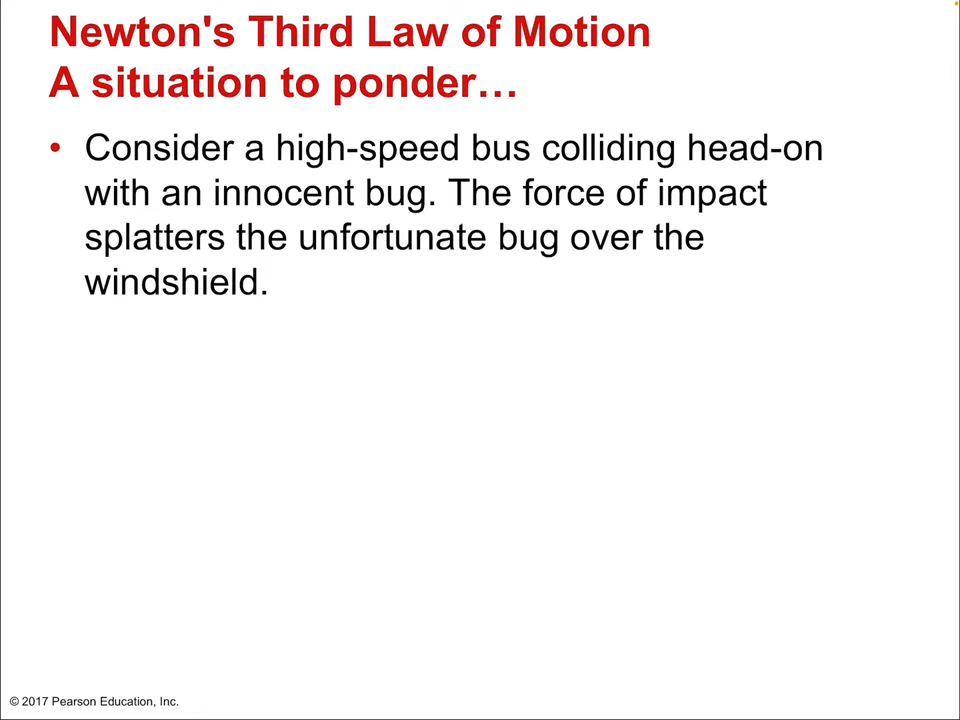 Newton's Third Law of Motion
A situation to ponder…
• Consider a high-speed bus colliding head-on
with an innocent bug. The force of impact
splatters the unfortunate bug over the
windshield.
© 2017 Pearson Education, Inc.